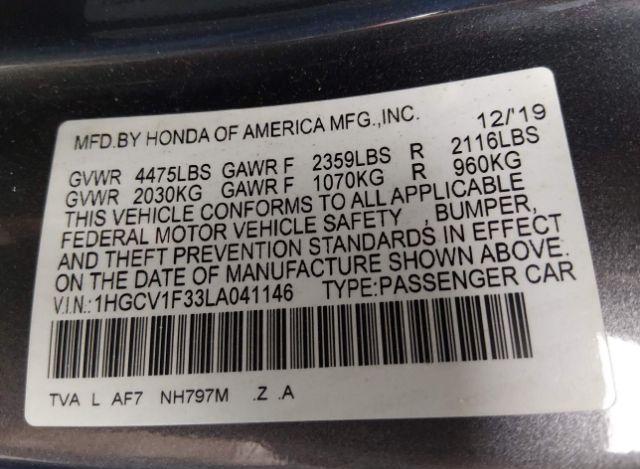 MFD.BY HONDA OF AMERICA MFG.,INC. 12/'19
GVWR 4475LBS GAWR F 2359LBS R 2116LBS
GVWR 2030KG GAWR F 1070KG R 960KG
THIS VEHICLE CONFORMS TO ALL APPLICABLE
FEDERAL MOTOR VEHICLE SAFETY , BUMPER,
AND THEFT PREVENTION STANDARDS IN EFFECT
ON THE DATE OF MANUFACTURE SHOWN ABOVE.
V.I.N.:1HGCV1F33LA041146 TYPE:PASSENGER CAR
TVA L AF7 NH797M .Z .A